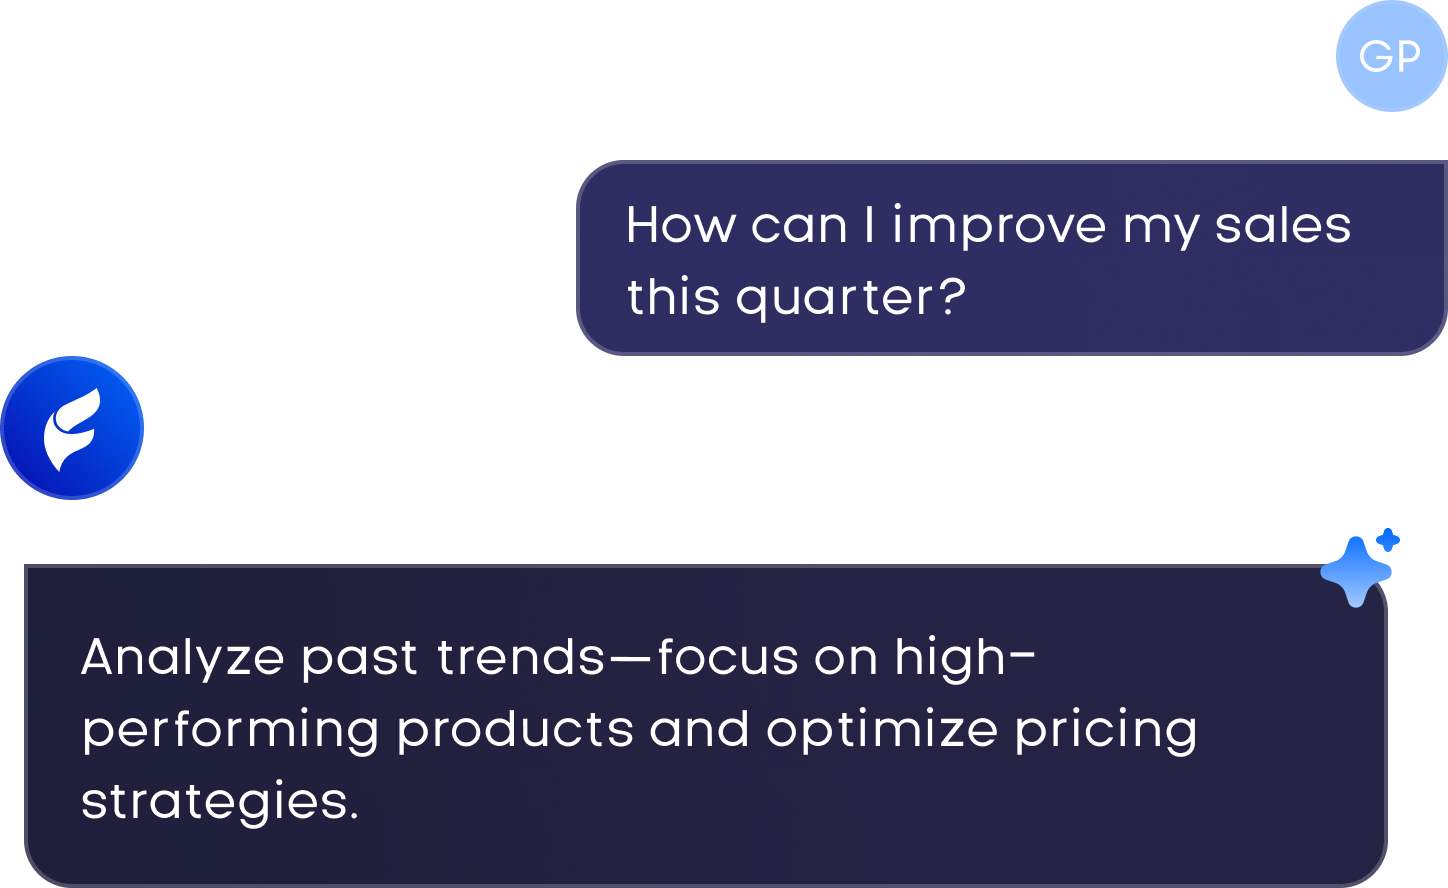 GP
How can I improve my sales
this quarter?
Analyze past trends—focus on high-
performing products and optimize pricing
strategies.